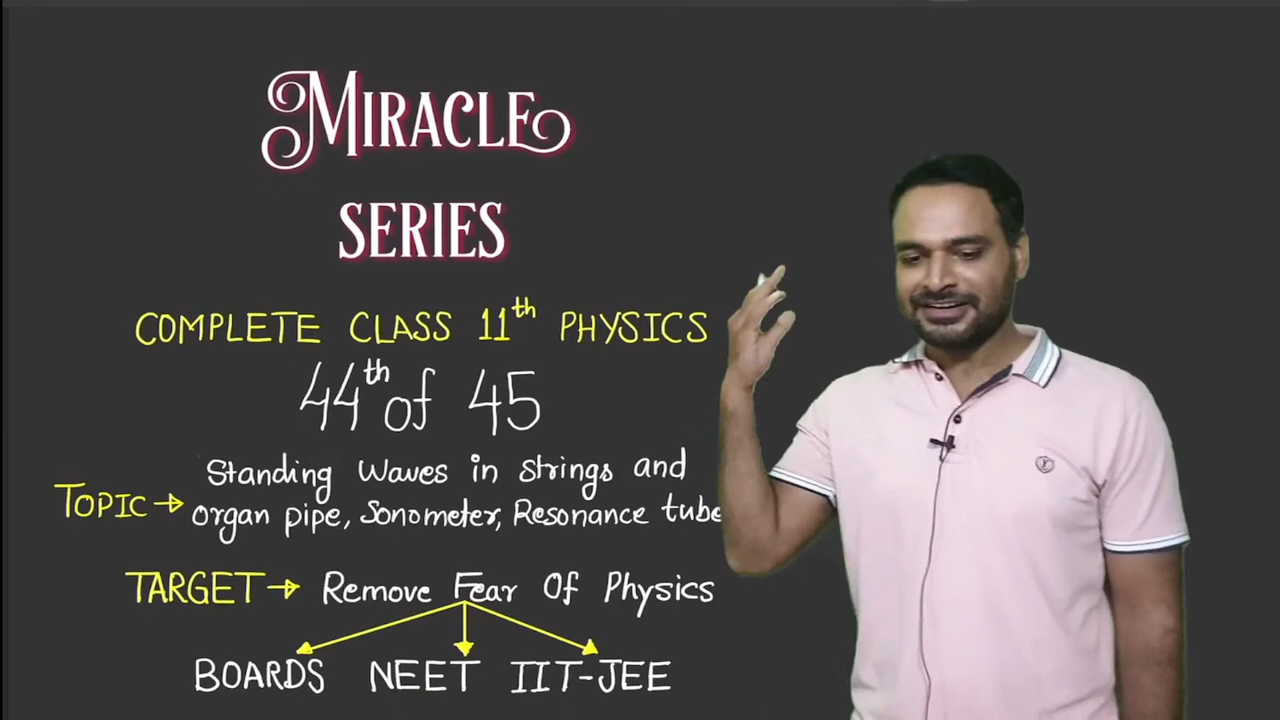 MIRACLE
SERIES
COMPLETE CLASS 11th PHYSICS
44th of 45
Standing Waves in strings and
TOPIC → organ pipe, Sonometer, Resonance tube
TARGET → Remove Fear Of Physics
BOARDS NEET IIT-JEE